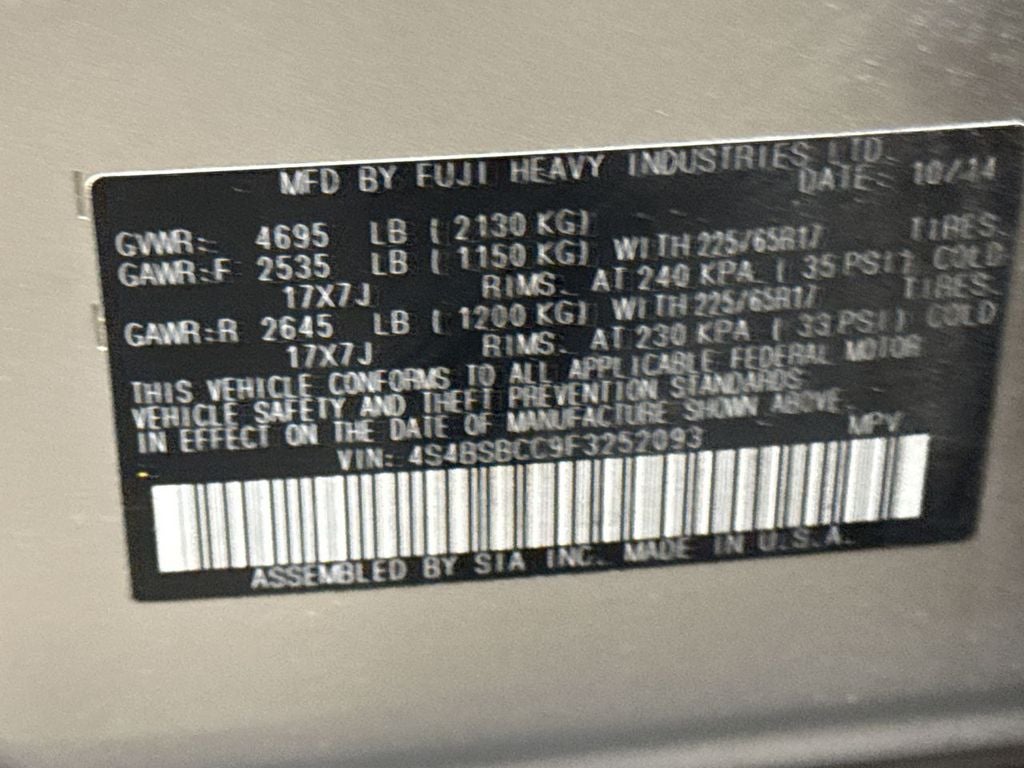 MFD BY FUJI HEAVY INDUSTRIES LTD.
DATE: 10/14
GVWR: 4695 LB ( 2130 KG)
GAWR:F 2535 LB ( 1150 KG) WITH 225/65R17 TIRES.
17X7J RIMS. AT 240 KPA ( 35 PSI) COLD
GAWR:R 2645 LB ( 1200 KG) WITH 225/65R17 TIRES.
17X7J RIMS. AT 230 KPA ( 33 PSI) COLD
THIS VEHICLE CONFORMS TO ALL APPLICABLE FEDERAL MOTOR
VEHICLE SAFETY AND THEFT PREVENTION STANDARDS
IN EFFECT ON THE DATE OF MANUFACTURE SHOWN ABOVE.
VIN: 4S4BSBCC9F3252093 MPV
ASSEMBLED BY SIA INC. MADE IN U.S.A.